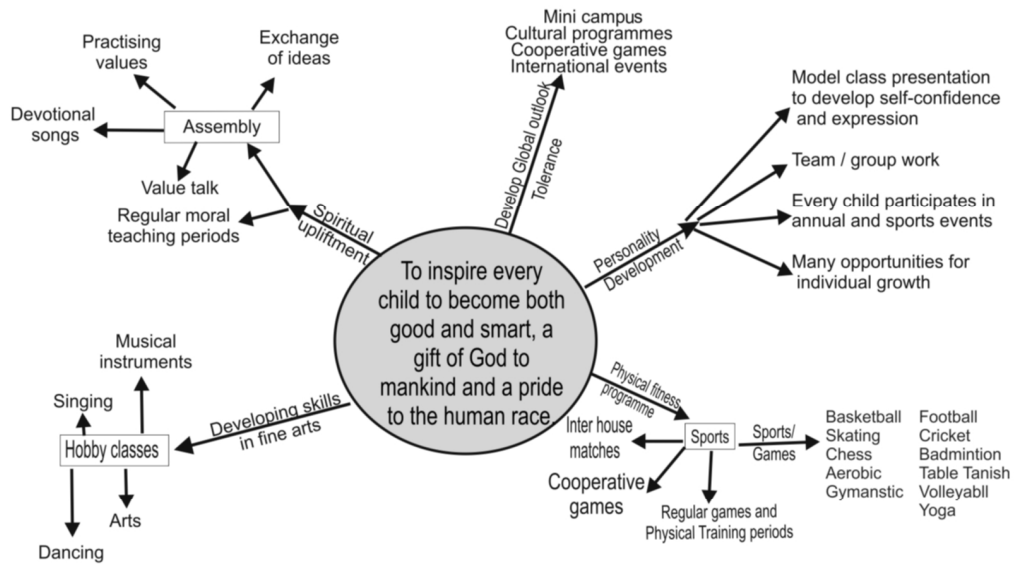 Mini campus
Cultural programmes
Cooperative games
International events
Develop Global outlook
Tolerance
Practising
values
Exchange
of ideas
Devotional
songs
Assembly
Value talk
Regular moral
teaching periods
Spiritual
upliftment
Model class presentation
to develop self-confidence
and expression
Team / group work
Every child participates in
annual and sports events
Many opportunities for
individual growth
Personality
Development
To inspire every
child to become both
good and smart, a
gift of God to
mankind and a pride
to the human race.
Musical
instruments
Singing
Hobby classes
Arts
Dancing
Developing skills
in fine arts
Physical fitness
programme
Inter house
matches
Sports
Sports/
Games
Cooperative
games
Regular games and
Physical Training periods
Basketball
Skating
Chess
Aerobic
Gymanstic
Football
Cricket
Badmintion
Table Tanish
Volleyabll
Yoga